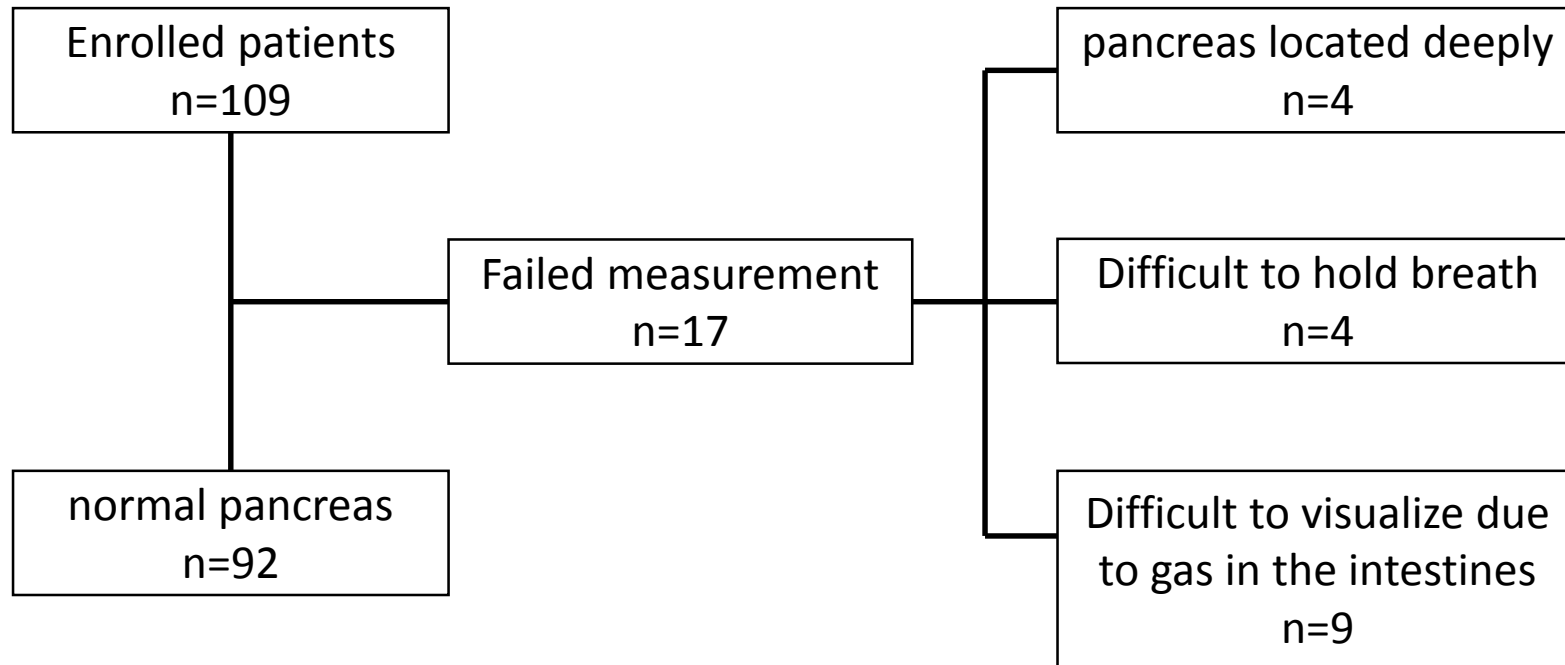 Enrolled patients
n=109
pancreas located deeply
n=4
Failed measurement
n=17
Difficult to hold breath
n=4
normal pancreas
n=92
Difficult to visualize due
to gas in the intestines
n=9